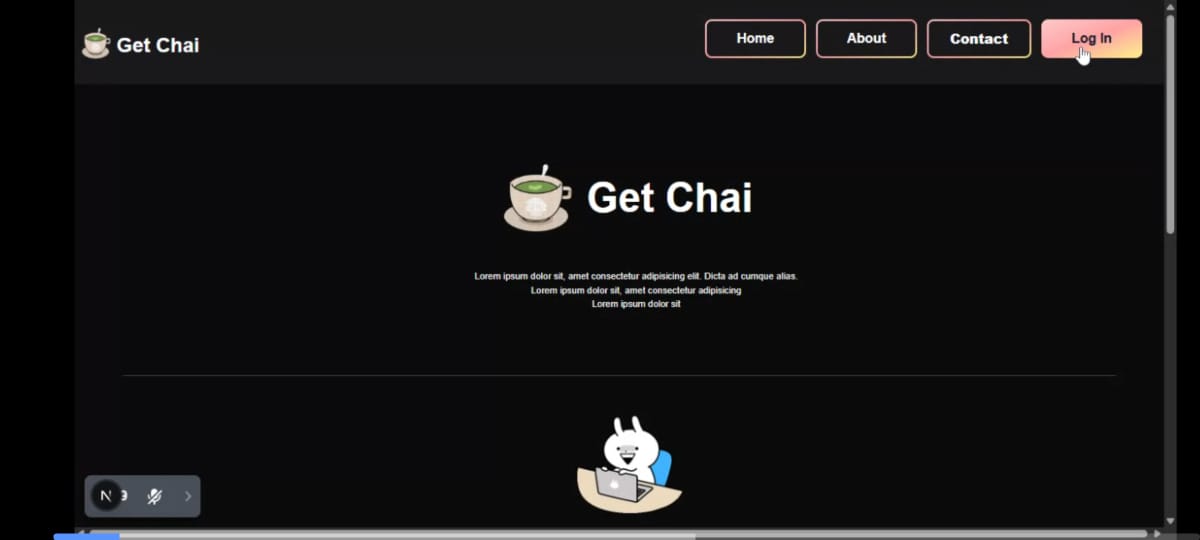 Get Chai
Home
About
Contact
Log In
Get Chai
Lorem ipsum dolor sit, amet consectetur adipisicing elit. Dicta ad cumque alias.
Lorem ipsum dolor sit, amet consectetur adipisicing
Lorem ipsum dolor sit
N